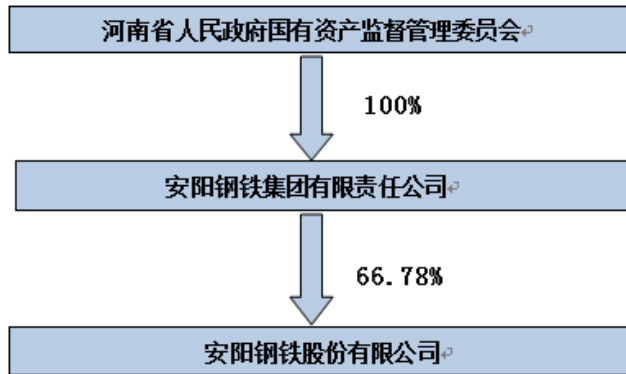 河南省人民政府国有资产监督管理委员会
100%
安阳钢铁集团有限责任公司
66.78%
安阳钢铁股份有限公司